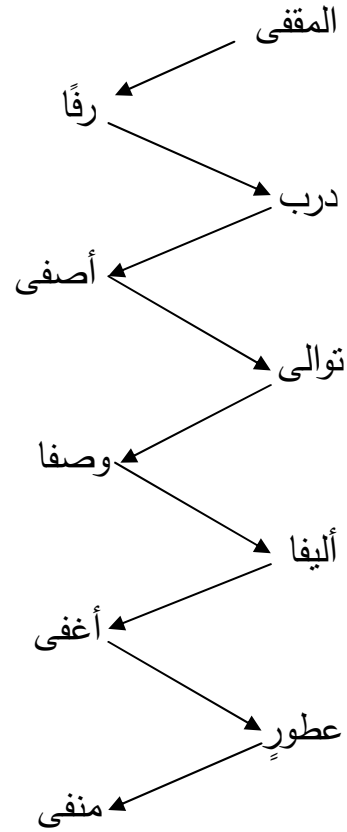 المقفى
رفًا
درب
أصفى
توالى
وصفا
أليفا
أغفى
عطورٍ
منفى